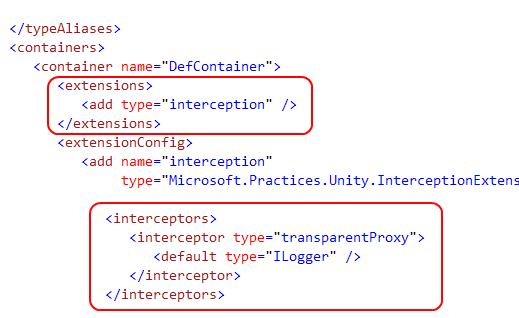 </typeAliases>
<containers>
<container name="DefContainer">
<extensions>
<add type="interception" />
</extensions>
<extensionConfig>
<add name="interception"
type="Microsoft.Practices.Unity.InterceptionExtens
<interceptors>
<interceptor type="transparentProxy">
<default type="ILogger" />
</interceptor>
</interceptors>